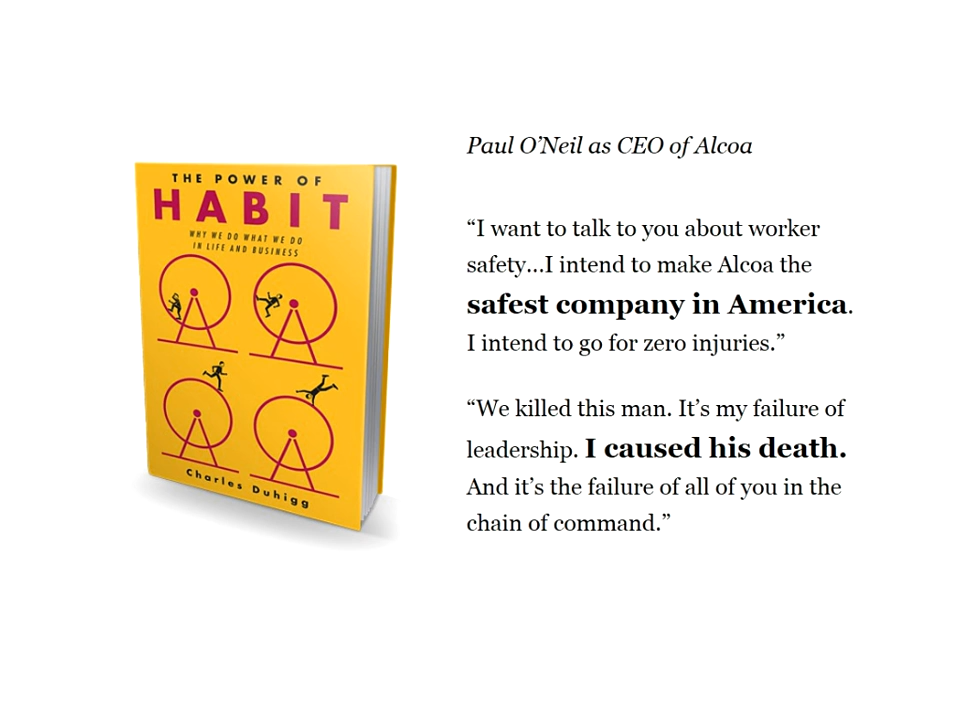 THE POWER OF
HABIT
WHY WE DO WHAT WE DO
IN LIFE AND BUSINESS
Charles Duhigg
Paul O’Neil as CEO of Alcoa
“I want to talk to you about worker
safety…I intend to make Alcoa the
safest company in America.
I intend to go for zero injuries.”
“We killed this man. It’s my failure of
leadership. I caused his death.
And it’s the failure of all of you in the
chain of command.”